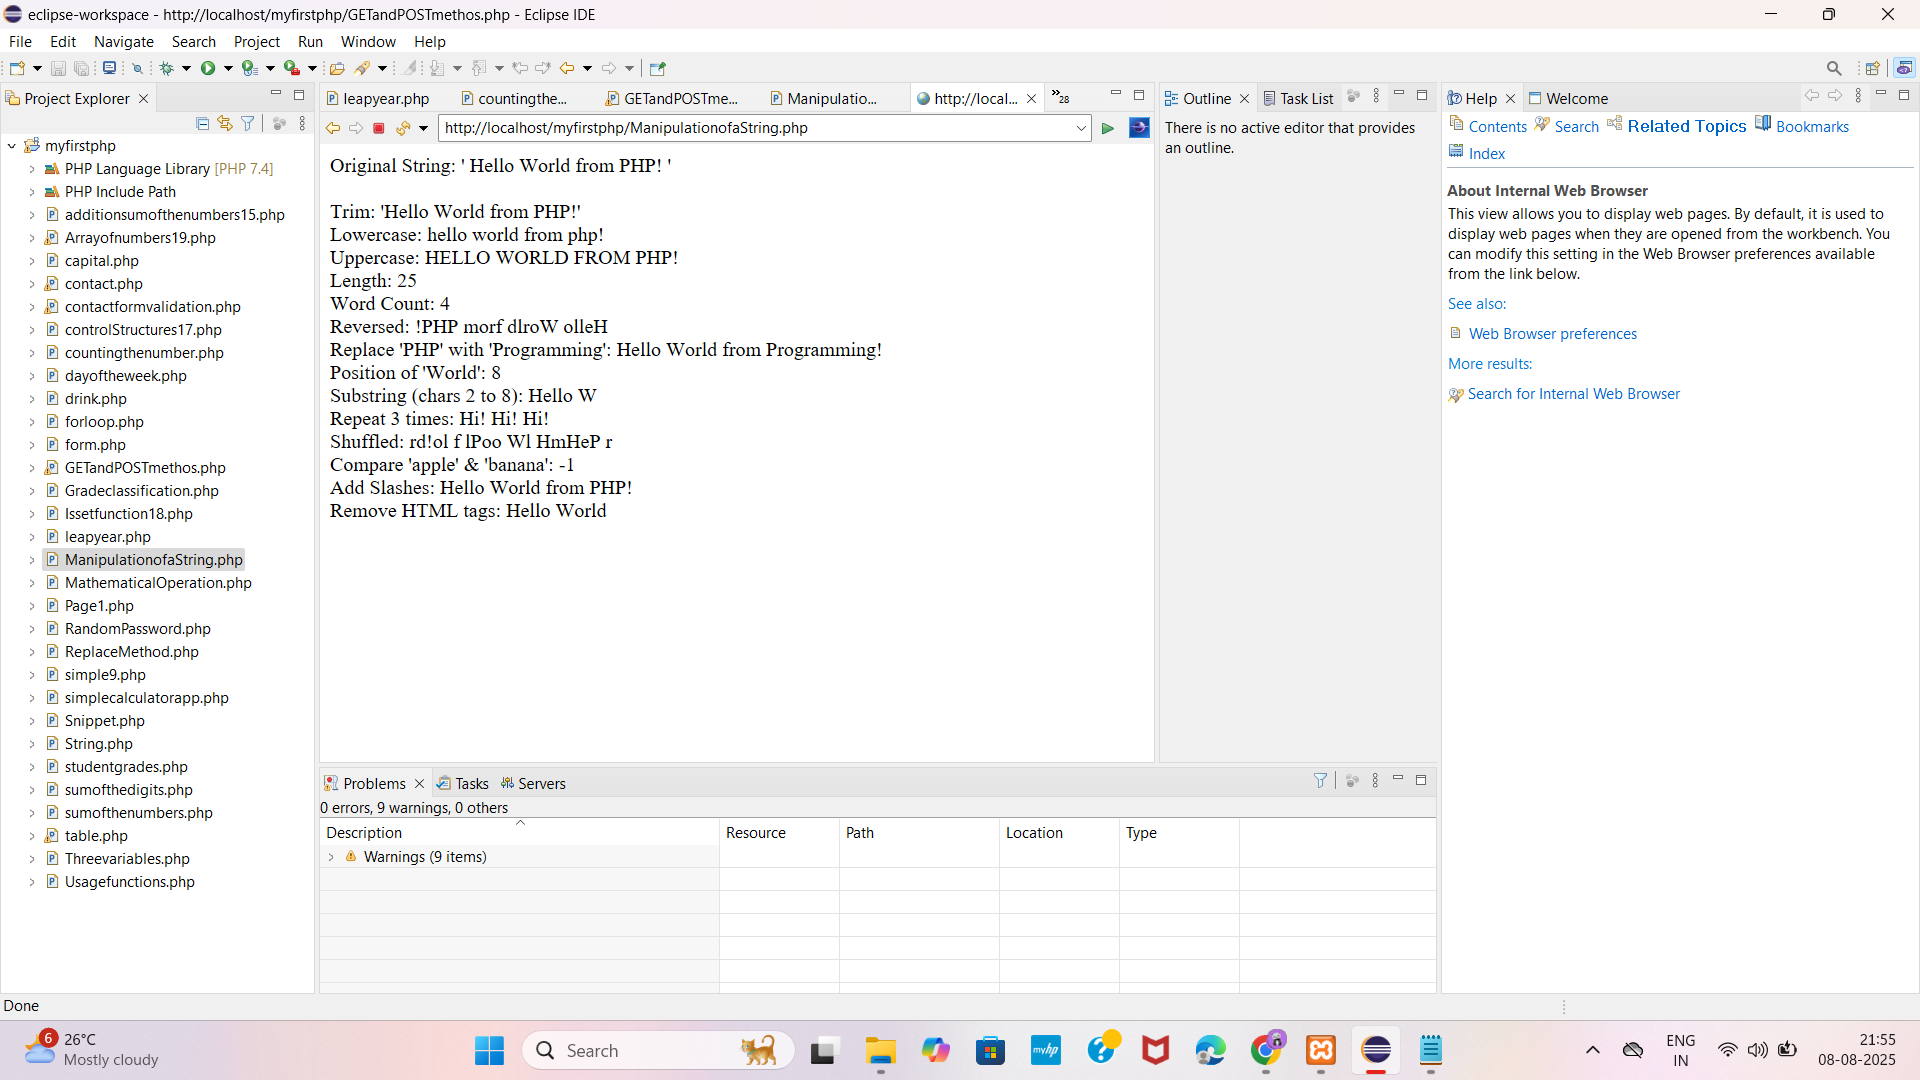 eclipse-workspace - http://localhost/myfirstphp/GETandPOSTmethos.php - Eclipse IDE
File Edit Navigate Search Project Run Window Help
Project Explorer
myfirstphp
PHP Language Library [PHP 7.4]
PHP Include Path
additionsumofthenumbers15.php
Arrayofnumbers19.php
capital.php
contact.php
contactformvalidation.php
controlStructures17.php
countingthenumber.php
dayoftheweek.php
drink.php
forloop.php
form.php
GETandPOSTmethos.php
Gradeclassification.php
Issetfunction18.php
leapyear.php
ManipulationofaString.php
MathematicalOperation.php
Page1.php
RandomPassword.php
ReplaceMethod.php
simple9.php
simplecalculatorapp.php
Snippet.php
String.php
studentgrades.php
sumofthedigits.php
sumofthenumbers.php
table.php
Threevariables.php
Usagefunctions.php
leapyear.php countingthe... GETandPOSTme... Manipulatio... http://local... »28
http://localhost/myfirstphp/ManipulationofaString.php
Original String: ' Hello World from PHP! '
Trim: 'Hello World from PHP!'
Lowercase: hello world from php!
Uppercase: HELLO WORLD FROM PHP!
Length: 25
Word Count: 4
Reversed: !PHP morf dlroW olleH
Replace 'PHP' with 'Programming': Hello World from Programming!
Position of 'World': 8
Substring (chars 2 to 8): Hello W
Repeat 3 times: Hi! Hi! Hi!
Shuffled: rd!ol f lPoo Wl HmHeP r
Compare 'apple' & 'banana': -1
Add Slashes: Hello World from PHP!
Remove HTML tags: Hello World
Outline Task List
There is no active editor that provides
an outline.
Help Welcome
Contents Search Related Topics Bookmarks
Index
About Internal Web Browser
This view allows you to display web pages. By default, it is used to
display web pages when they are opened from the workbench. You
can modify this setting in the Web Browser preferences available
from the link below.
See also:
Web Browser preferences
More results:
Search for Internal Web Browser
Problems Tasks Servers
0 errors, 9 warnings, 0 others
Description Resource Path Location Type
Warnings (9 items)
Done
6 26°C
Mostly cloudy
Search
myhp
ENG
IN
21:55
08-08-2025